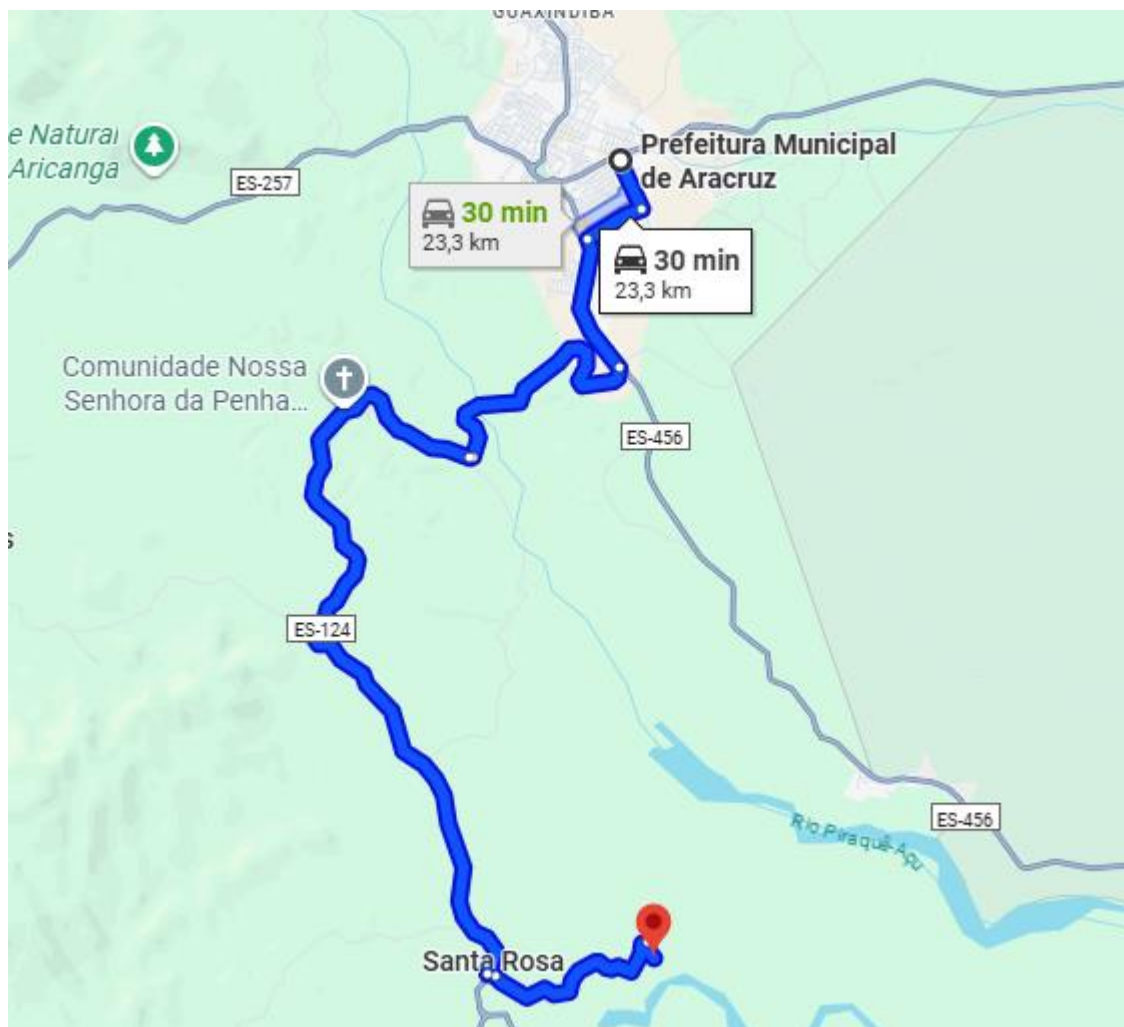 GUAXINDIBA
e Natural
Aricanga
ES-257
Prefeitura Municipal
de Aracruz
30 min
23,3 km
30 min
23,3 km
Comunidade Nossa
Senhora da Penha...
ES-456
s
ES-124
Rio Piraquê-Açu
ES-456
Santa Rosa